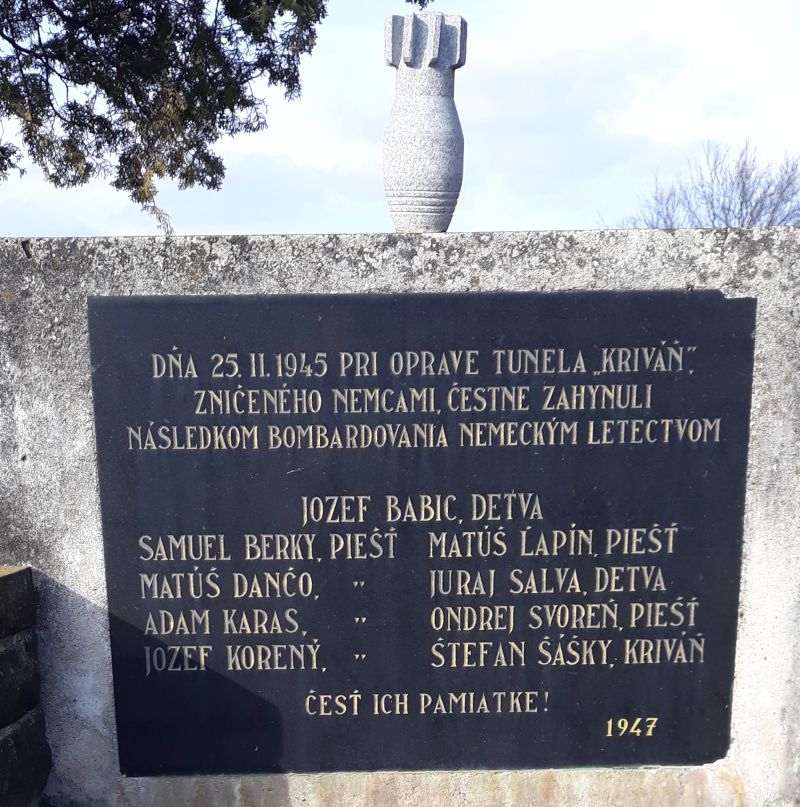 DŇA 25. II. 1945 PRI OPRAVE TUNELA „KRIVÁŇ",
ZNIČENÉHO NEMCAMI, ČESTNE ZAHYNULI
NÁSLEDKOM BOMBARDOVANIA NEMECKÝM LETECTVOM
JOZEF BABIC, DEŤVA
SAMUEL BERKY, PIEŠŤ MATÚŠ ĽAPÍN, PIEŠŤ
MATÚŠ DANČO, „ JURAJ SALVA, DETVA
ADAM KARAS, „ ONDREJ SVOREŇ, PIEŠŤ
JOZEF KORENÝ, „ ŠTEFAN ŠÁŠKY, KRIVÁŇ
ČESŤ ICH PAMIATKE!
1947